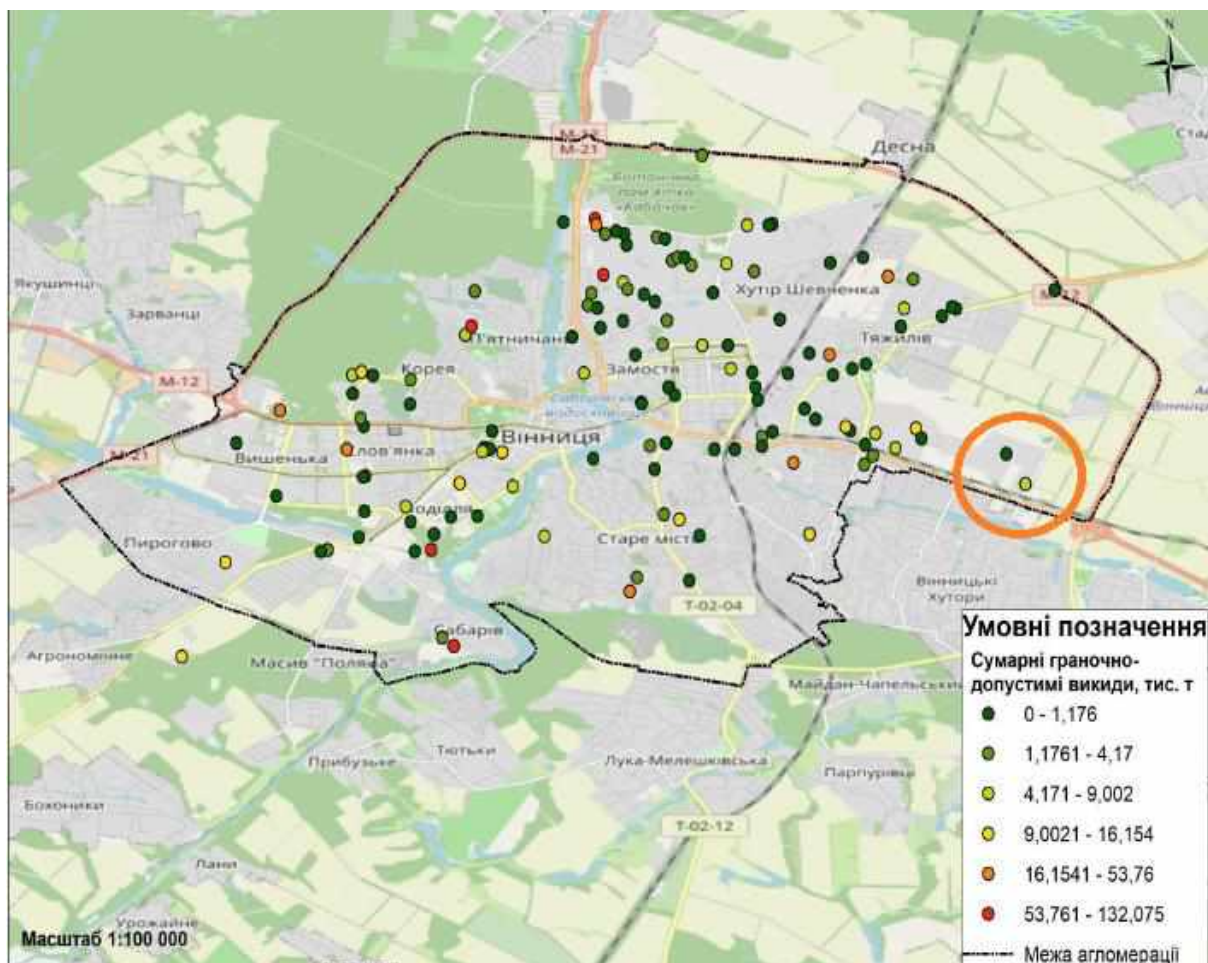 N
М-21
Десна
Стад
Якушинці
Зарванці
Хутір Шевченка
М-12
П'ятничани
Тяжилів
Корея
Замостя
М-12
Вінниця
М-21
Вишенька
Слов'янка
Поділля
Пирогово
Старе місто
Вінницькі
Хутори
Т-02-04
Сабарів
Агрономічне
Масив "Поляна"
Майдан-Чапельський
Тютьки
Прибузьке
Лука-Мелешківська
Парпурівці
Бохоники
Т-02-12
Лани
Урожайне
Масштаб 1:100 000
Умовні позначення
Сумарні граночно-
допустимі викиди, тис. т
0 - 1,176
1,1761 - 4,17
4,171 - 9,002
9,0021 - 16,154
16,1541 - 53,76
53,761 - 132,075
Межа агломерації